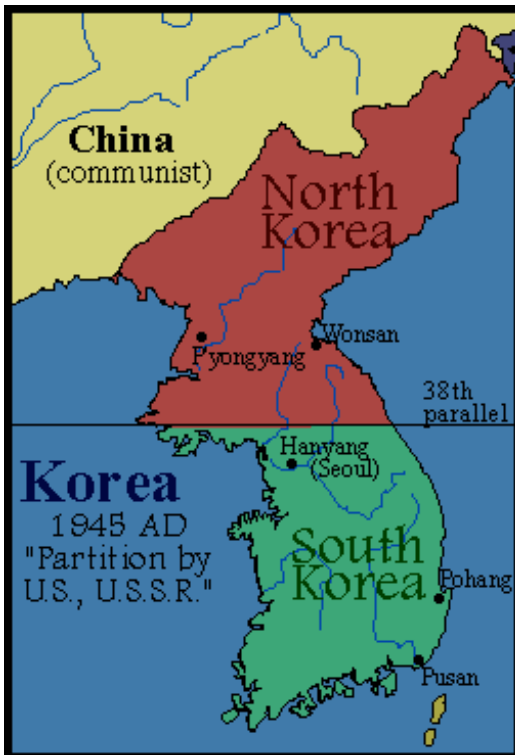 China
(communist)
North
Korea
Wonsan
Pyongyang
38th
parallel
Hanyang
(Seoul)
Korea
1945 AD
"Partition by
U.S., U.S.S.R."
South
Korea
Pohang
Pusan